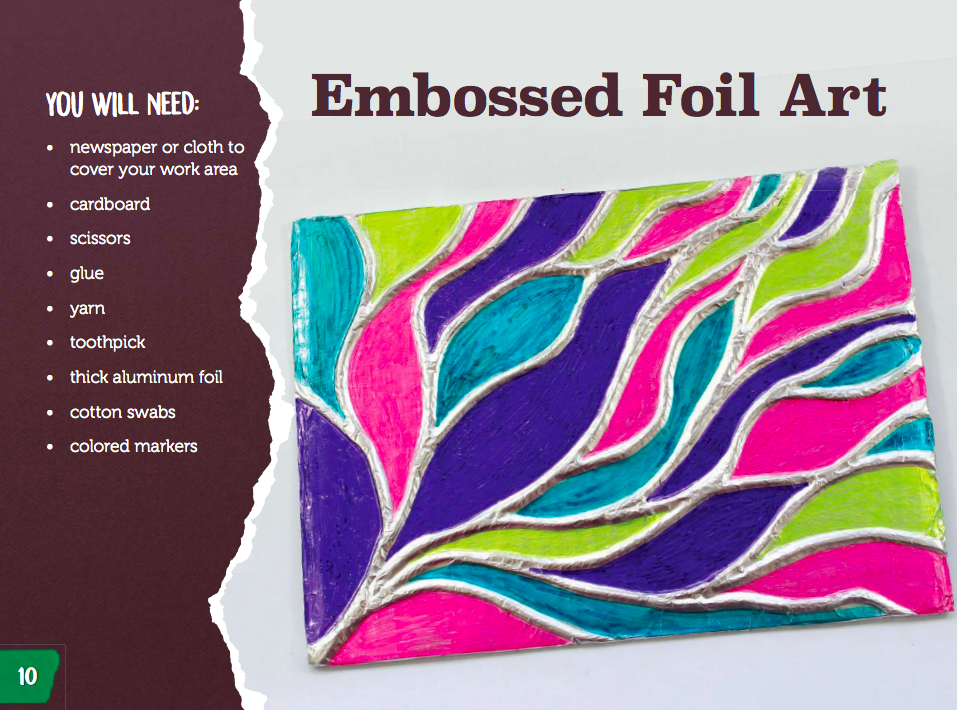 YOU WILL NEED:
• newspaper or cloth to
cover your work area
• cardboard
• scissors
• glue
• yarn
• toothpick
• thick aluminum foil
• cotton swabs
• colored markers
Embossed Foil Art
10